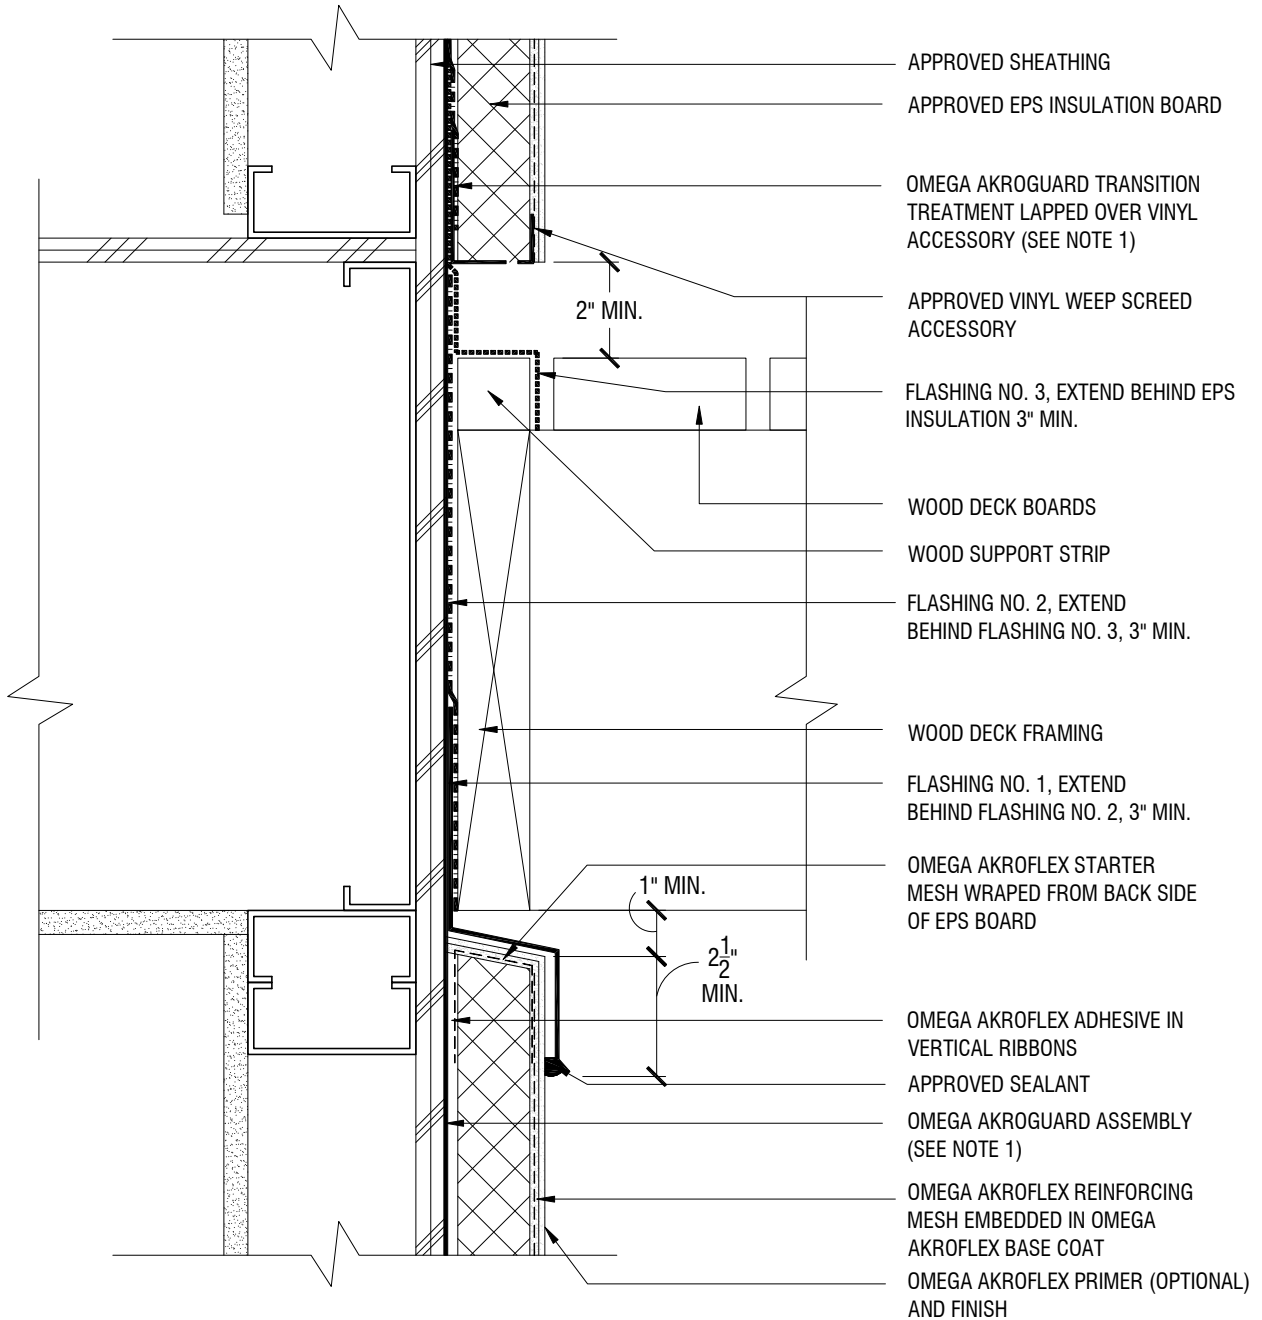 APPROVED SHEATHING
APPROVED EPS INSULATION BOARD
OMEGA AKROGUARD TRANSITION
TREATMENT LAPPED OVER VINYL
ACCESSORY (SEE NOTE 1)
APPROVED VINYL WEEP SCREED
ACCESSORY
2" MIN.
FLASHING NO. 3, EXTEND BEHIND EPS
INSULATION 3" MIN.
WOOD DECK BOARDS
WOOD SUPPORT STRIP
FLASHING NO. 2, EXTEND
BEHIND FLASHING NO. 3, 3" MIN.
WOOD DECK FRAMING
FLASHING NO. 1, EXTEND
BEHIND FLASHING NO. 2, 3" MIN.
OMEGA AKROFLEX STARTER
MESH WRAPED FROM BACK SIDE
OF EPS BOARD
1" MIN.
2 1/2"
MIN.
OMEGA AKROFLEX ADHESIVE IN
VERTICAL RIBBONS
APPROVED SEALANT
OMEGA AKROGUARD ASSEMBLY
(SEE NOTE 1)
OMEGA AKROFLEX REINFORCING
MESH EMBEDDED IN OMEGA
AKROFLEX BASE COAT
OMEGA AKROFLEX PRIMER (OPTIONAL)
AND FINISH